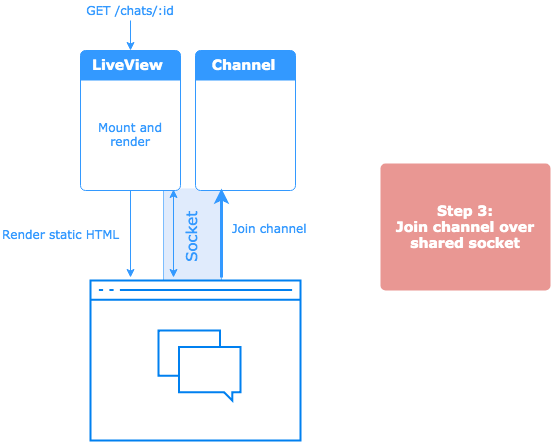 GET /chats/:id
LiveView
Channel
Mount and
render
Render static HTML
Socket
Join channel
Step 3:
Join channel over
shared socket